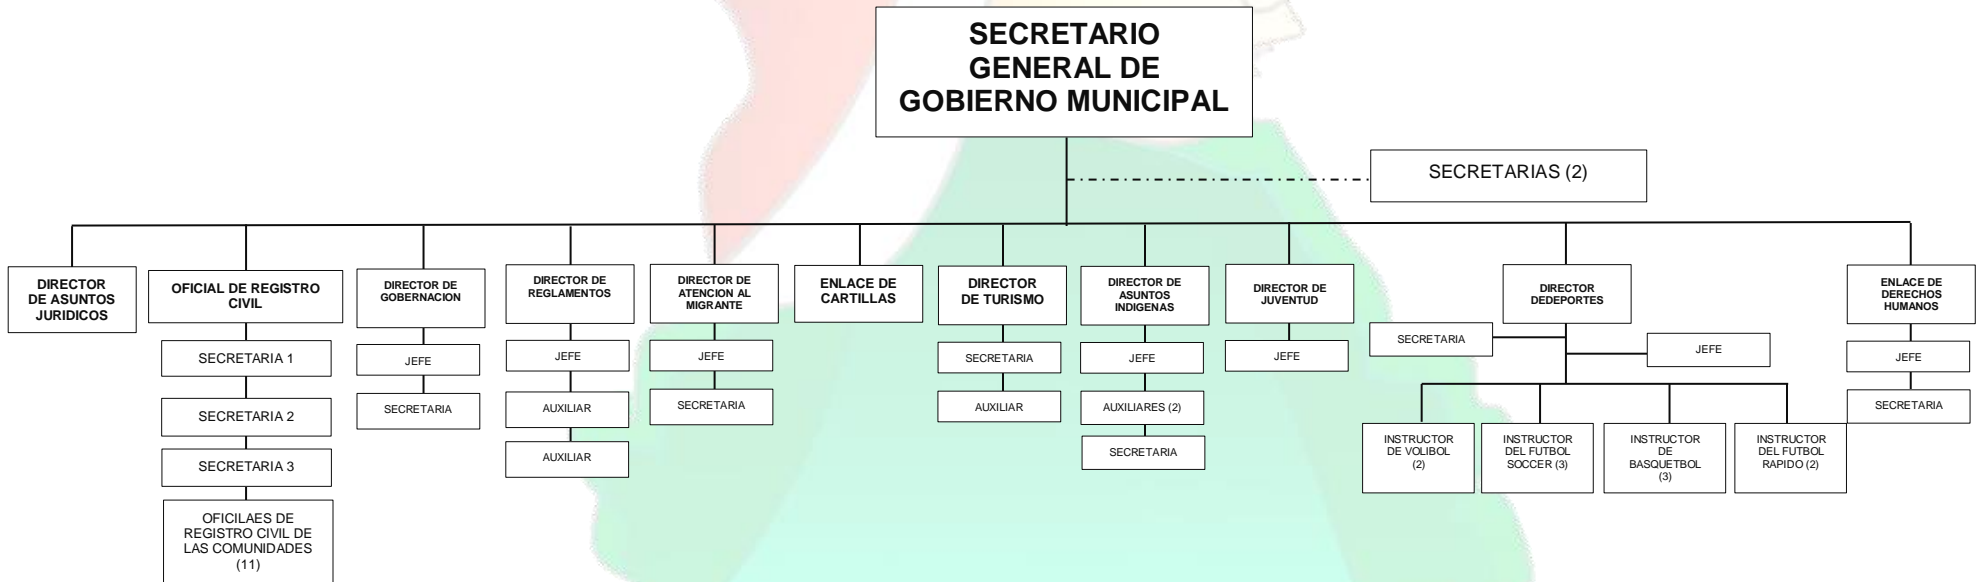 SECRETARIO
GENERAL DE
GOBIERNO MUNICIPAL
SECRETARIAS (2)
DIRECTOR
DE ASUNTOS
JURIDICOS
OFICIAL DE REGISTRO
CIVIL
SECRETARIA 1
SECRETARIA 2
SECRETARIA 3
OFICILAES DE
REGISTRO CIVIL DE
LAS COMUNIDADES
(11)
DIRECTOR DE
GOBERNACION
JEFE
SECRETARIA
DIRECTOR DE
REGLAMENTOS
JEFE
AUXILIAR
AUXILIAR
DIRECTOR DE
ATENCION AL
MIGRANTE
JEFE
SECRETARIA
ENLACE DE
CARTILLAS
DIRECTOR
DE TURISMO
SECRETARIA
AUXILIAR
DIRECTOR DE
ASUNTOS
INDIGENAS
JEFE
AUXILIARES (2)
SECRETARIA
DIRECTOR DE
JUVENTUD
JEFE
DIRECTOR
DEDEPORTES
SECRETARIA
JEFE
INSTRUCTOR
DE VOLIBOL
(2)
INSTRUCTOR
DEL FUTBOL
SOCCER (3)
INSTRUCTOR
DE
BASQUETBOL
(3)
INSTRUCTOR
DEL FUTBOL
RAPIDO (2)
ENLACE DE
DERECHOS
HUMANOS
JEFE
SECRETARIA